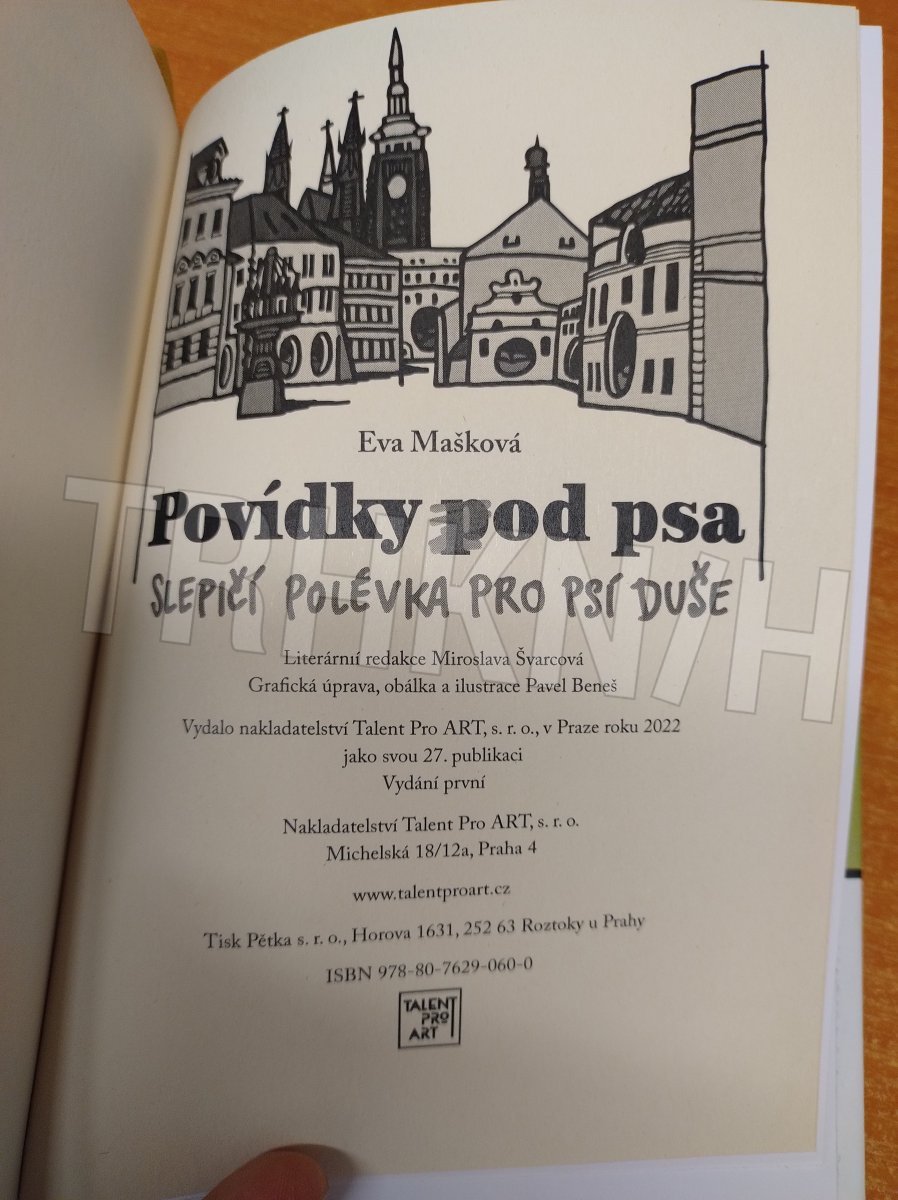 Eva Mašková
Povídky pod psa
SLEPIČÍ POLÉVKA PRO PSÍ DUŠE
TRHKNIH
Literární redakce Miroslava Švarcová
Grafická úprava, obálka a ilustrace Pavel Beneš
Vydalo nakladatelství Talent Pro ART, s. r. o., v Praze roku 2022
jako svou 27. publikaci
Vydání první
Nakladatelství Talent Pro ART, s. r. o.
Michelská 18/12a, Praha 4
www.talentproart.cz
Tisk Pětka s. r. o., Horova 1631, 252 63 Roztoky u Prahy
ISBN 978-80-7629-060-0
TALENT
PRO
ART